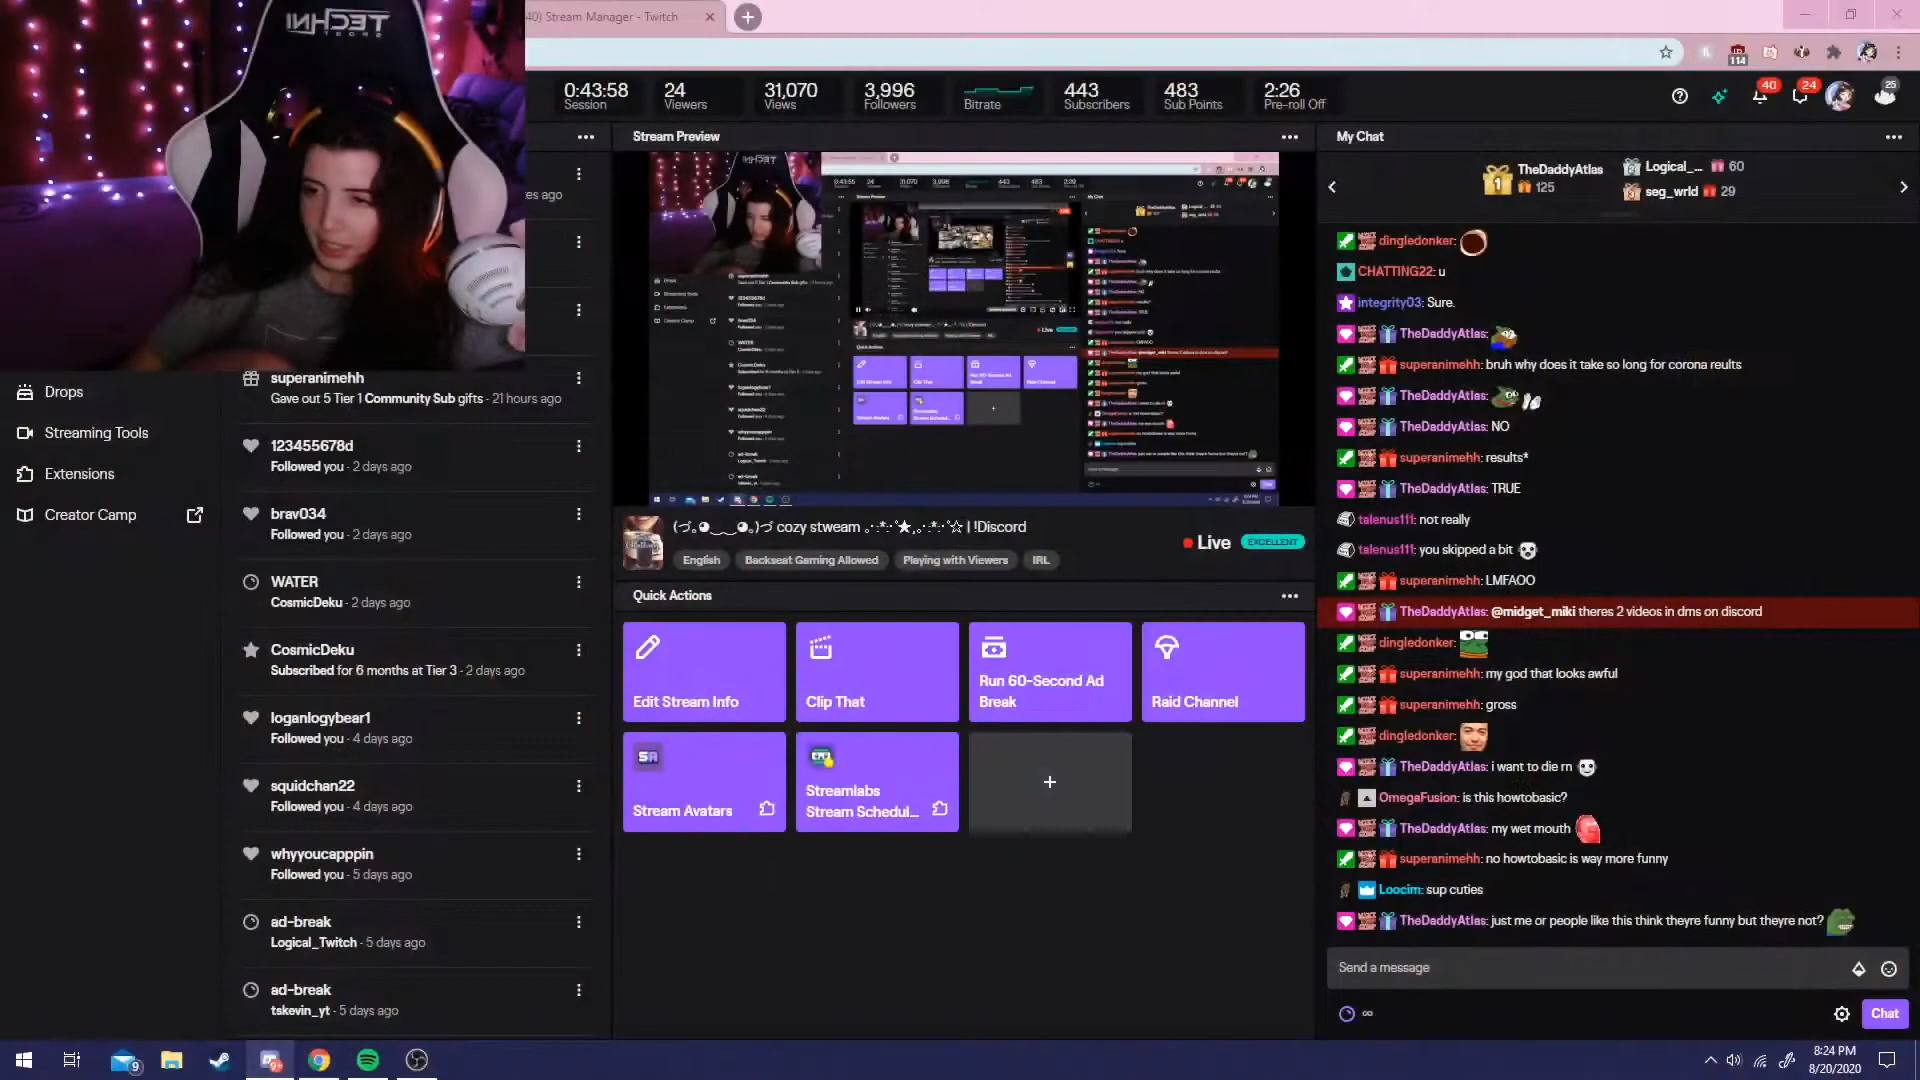 40) Stream Manager - Twitch
114
0:43:58
Session
24
Viewers
31,070
Views
3,996
Followers
Bitrate
443
Subscribers
483
Sub Points
2:26
Pre-roll Off
40
24
25
es ago
superanimehh
Gave out 5 Tier 1 Community Sub gifts - 21 hours ago
123455678d
Followed you - 2 days ago
brav034
Followed you - 2 days ago
WATER
CosmicDeku - 2 days ago
CosmicDeku
Subscribed for 6 months at Tier 3 - 2 days ago
loganlogybear1
Followed you - 4 days ago
squidchan22
Followed you - 4 days ago
whyyoucapppin
Followed you - 5 days ago
ad-break
Logical_Twitch - 5 days ago
ad-break
tskevin_yt - 5 days ago
Drops
Streaming Tools
Extensions
Creator Camp
Stream Preview
(づ｡◕‿‿◕｡)づ cozy stweam ｡･:*:･ﾟ★,｡･:*:･ﾟ☆ | !Discord
Live
EXCELLENT
English
Backseat Gaming Allowed
Playing with Viewers
IRL
Quick Actions
Edit Stream Info
Clip That
Run 60-Second Ad
Break
Raid Channel
SA
Stream Avatars
Streamlabs
Stream Schedul...
My Chat
1
TheDaddyAtlas
125
Logical_...
60
seg_wrld
29
dingledonker:
CHATTING22: u
integrity03: Sure.
TheDaddyAtlas:
superanimehh: bruh why does it take so long for corona reults
TheDaddyAtlas:
TheDaddyAtlas: NO
superanimehh: results*
TheDaddyAtlas: TRUE
talenus111: not really
talenus111: you skipped a bit
superanimehh: LMFAOO
TheDaddyAtlas: @midget_miki theres 2 videos in dms on discord
dingledonker:
superanimehh: my god that looks awful
superanimehh: gross
dingledonker:
TheDaddyAtlas: i want to die rn
OmegaFusion: is this howtobasic?
TheDaddyAtlas: my wet mouth
superanimehh: no howtobasic is way more funny
Loocim: sup cuties
TheDaddyAtlas: just me or people like this think theyre funny but theyre not?
Send a message
∞
Chat
9
9+
8:24 PM
8/20/2020